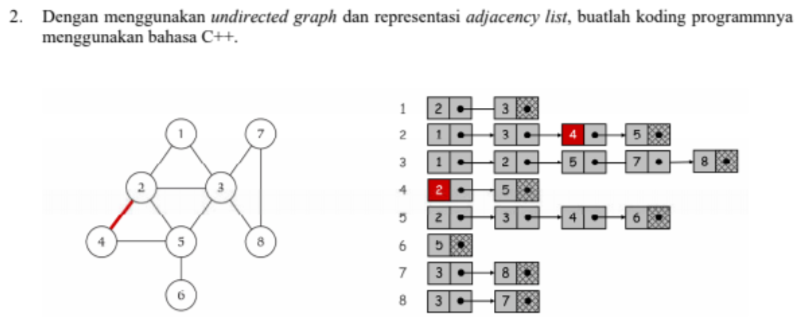 2. Dengan menggunakan undirected graph dan representasi adjacency list, buatlah koding programmnya
menggunakan bahasa C++.
1 7
2 3
4 5 8
6
1 2 3
2 1 3 4 5
3 1 2 5 7 8
4 2 5
5 2 3 4 6
6 5
7 3 8
8 3 7